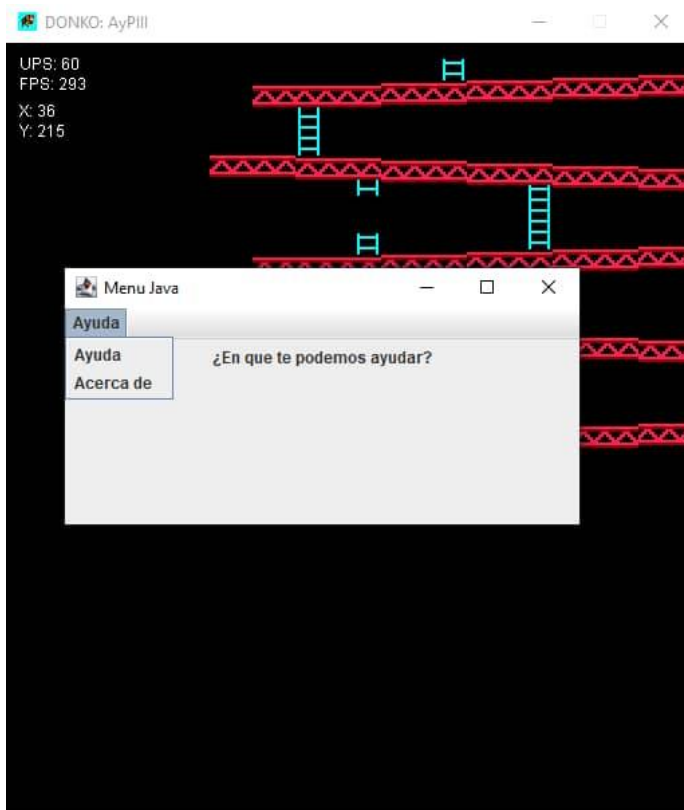 DONKO: AyPIII
UPS: 60
FPS: 293
X: 36
Y: 215
Menu Java
Ayuda
Ayuda
¿En que te podemos ayudar?
Acerca de